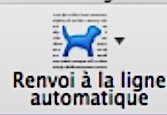 Renvoi à la ligne
automatique